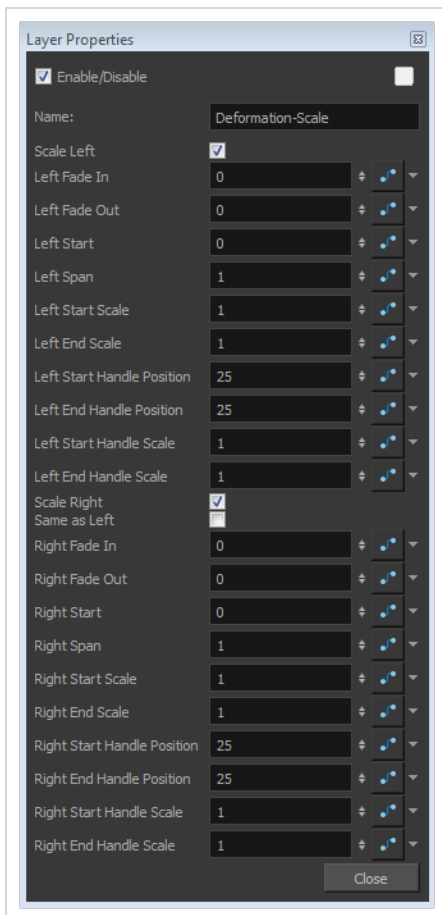 Layer Properties
Enable/Disable
Name: Deformation-Scale
Scale Left
Left Fade In 0
Left Fade Out 0
Left Start 0
Left Span 1
Left Start Scale 1
Left End Scale 1
Left Start Handle Position 25
Left End Handle Position 25
Left Start Handle Scale 1
Left End Handle Scale 1
Scale Right
Same as Left
Right Fade In 0
Right Fade Out 0
Right Start 0
Right Span 1
Right Start Scale 1
Right End Scale 1
Right Start Handle Position 25
Right End Handle Position 25
Right Start Handle Scale 1
Right End Handle Scale 1
Close